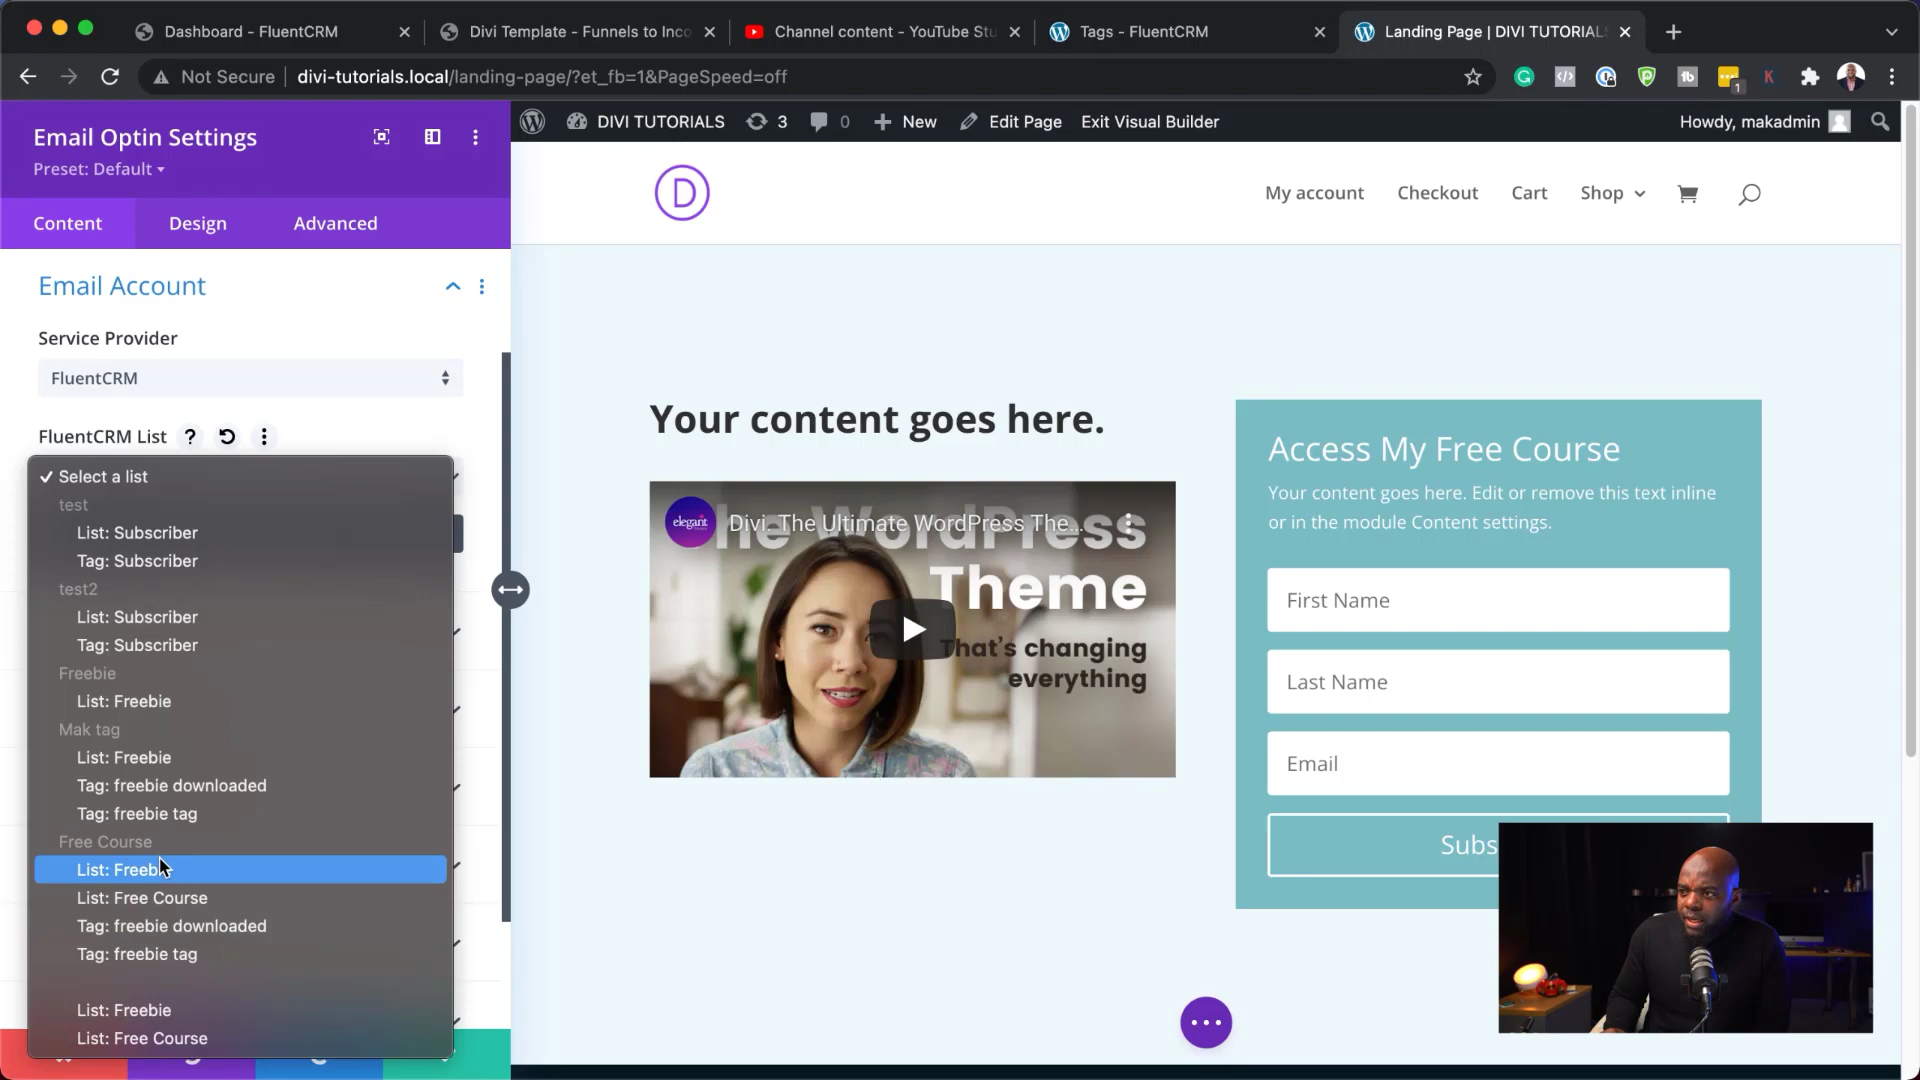 Dashboard - FluentCRM
Divi Template - Funnels to Inco
Channel content - YouTube Stu
Tags - FluentCRM
Landing Page | DIVI TUTORIALS
Not Secure
divi-tutorials.local/landing-page/?et_fb=1&PageSpeed=off
1
Email Optin Settings
Preset: Default
Content
Design
Advanced
DIVI TUTORIALS
3
0
New
Edit Page
Exit Visual Builder
Howdy, makadmin
D
My account
Checkout
Cart
Shop
Email Account
Service Provider
FluentCRM
FluentCRM List ?
✓ Select a list
test
List: Subscriber
Tag: Subscriber
test2
List: Subscriber
Tag: Subscriber
Freebie
List: Freebie
Mak tag
List: Freebie
Tag: freebie downloaded
Tag: freebie tag
Free Course
List: Freebie
List: Free Course
Tag: freebie downloaded
Tag: freebie tag
List: Freebie
List: Free Course
Your content goes here.
elegant
Divi. The Ultimate WordPress The...
he WordPress
Theme
That's changing
everything
Access My Free Course
Your content goes here. Edit or remove this text inline
or in the module Content settings.
First Name
Last Name
Email
Subs